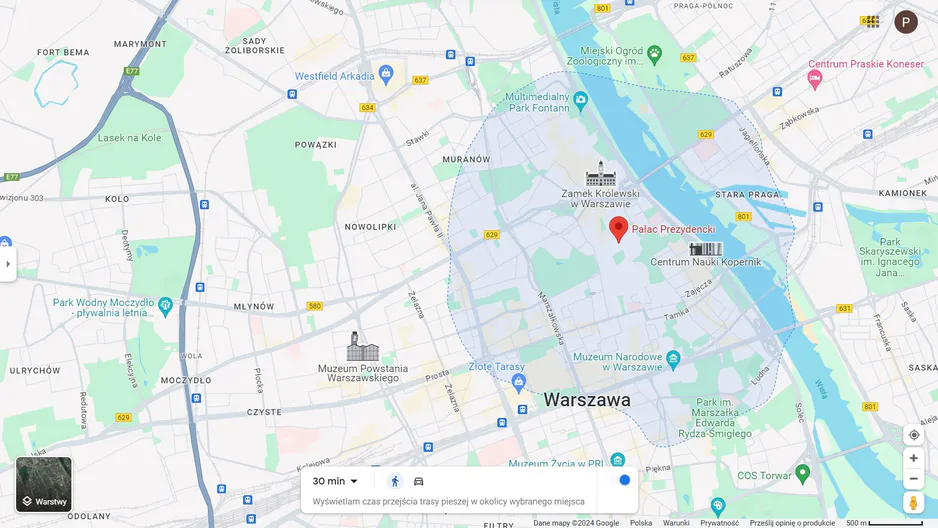 PRAGA-PÓŁNOC
MARYMONT
SADY
ŻOLIBORSKIE
FORT BEMA
801
Miejski Ogród
Zoologiczny im...
629
P
Ratuszowa
Centrum Praskie Koneser
E77
Westfield Arkadia
637
637
634
Multimedialny
Park Fontann
Ząbkowska
Lasek na Kole
Stawki
POWĄZKI
629
Jagiellońska
MURANÓW
E77
Zamek Królewski
w Warszawie
STARA PRAGA
KAMIONEK
wizjonu 303
KOŁO
al. Jana Pawła II
801
NOWOLIPKI
629
Pałac Prezydencki
Deotymy
Centrum Nauki Kopernik
Park
Skaryszewski
im. Ignacego
Jana...
Park Wodny Moczydło
- pływalnia letnia...
MŁYNÓW
580
Żelazna
Marszałkowska
Zajęcza
Tamka
631
Francuska
Saska
Muzeum Powstania
Warszawskiego
WOLA
Elekcyjna
Muzeum Narodowe
w Warszawie
ULRYCHÓW
MOCZYDŁO
Płocka
Prosta
Złote Tarasy
Ludna
SASKA
Redutowa
Żelazna
Warszawa
Wisła
629
CZYSTE
Park im.
Marszałka
Edwarda
Rydza-Śmigłego
Solec
801
Kolejowa
Muzeum Życia w PRL
Piękna
COS Torwar
Warstwy
30 min
Wyświetlam czas przejścia trasy pieszej w okolicy wybranego miejsca
ODOLANY
FILTRY
Dane mapy ©2024 Google
Polska
Warunki
Prywatność
Prześlij opinię o produkcie
500 m